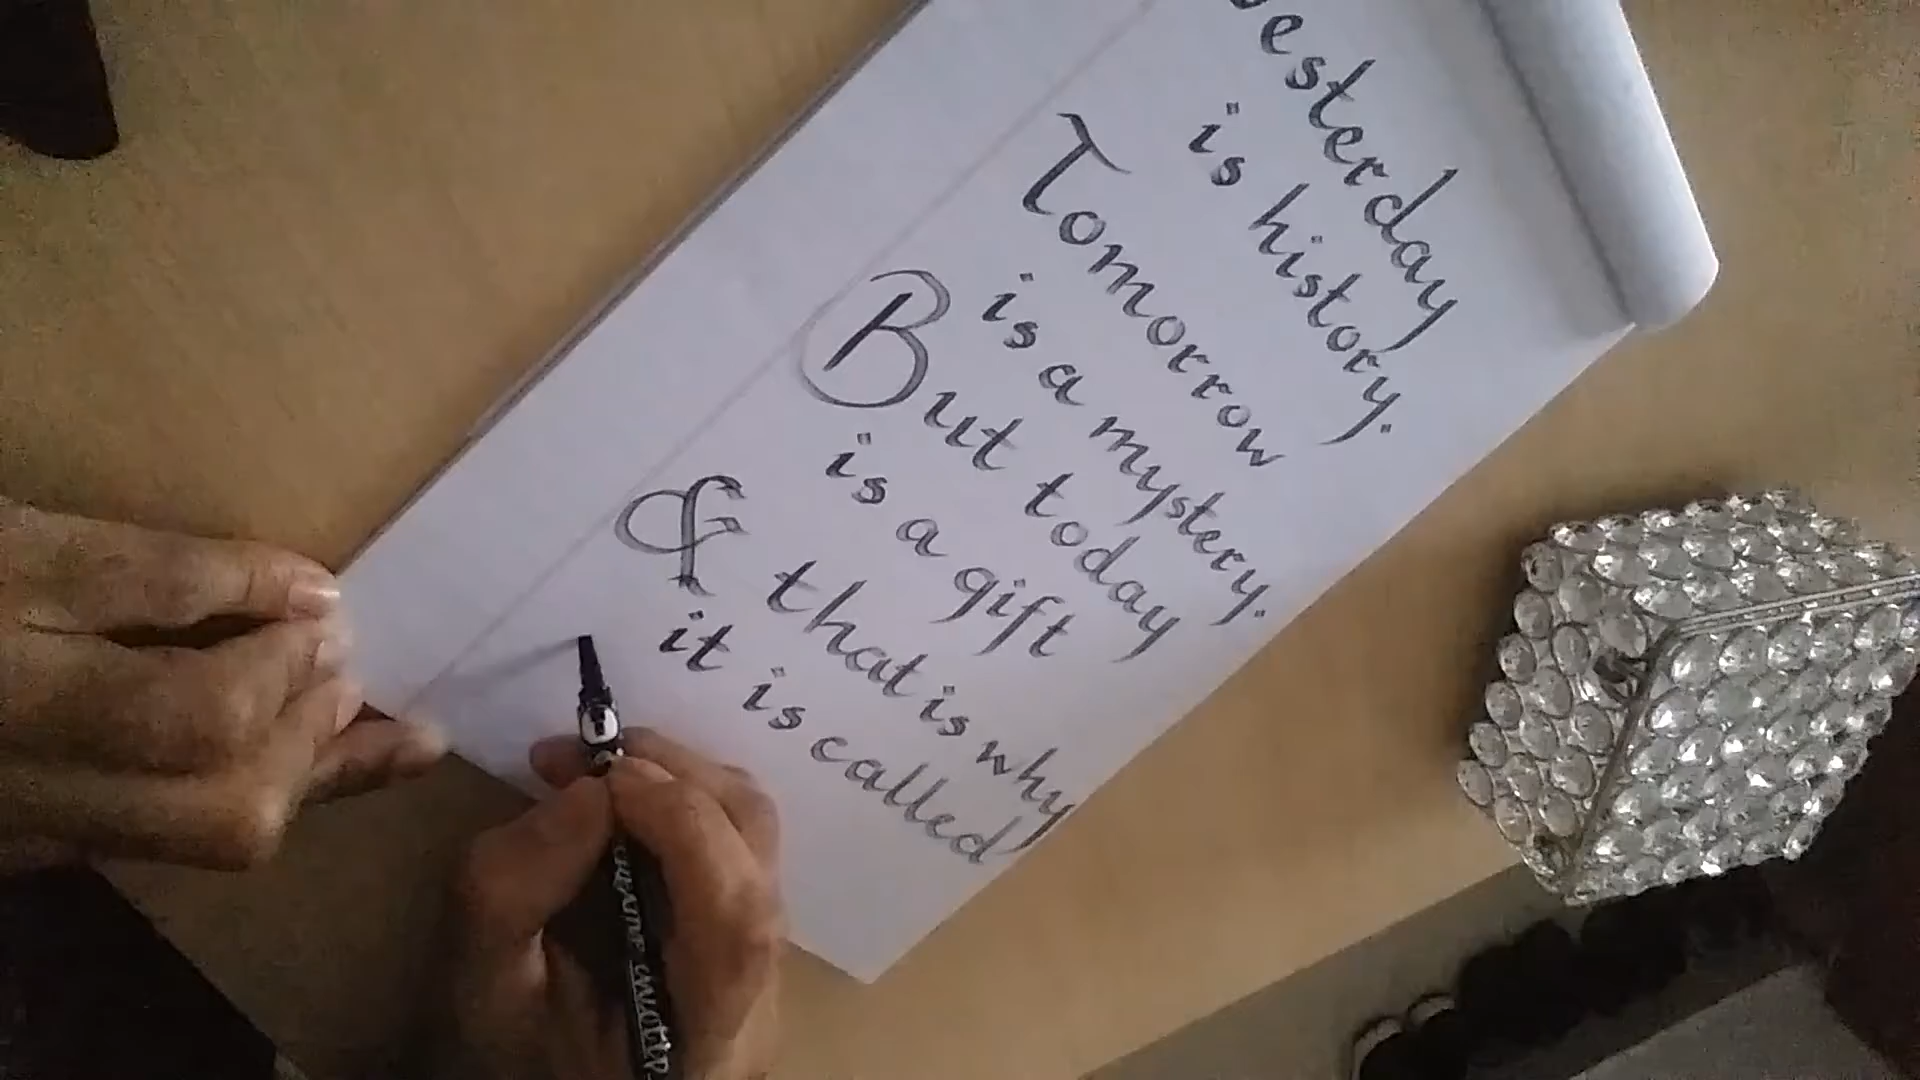 esterday
is history.
Tomorrow
is a mystery.
But today
is a gift
& that is why
it is called